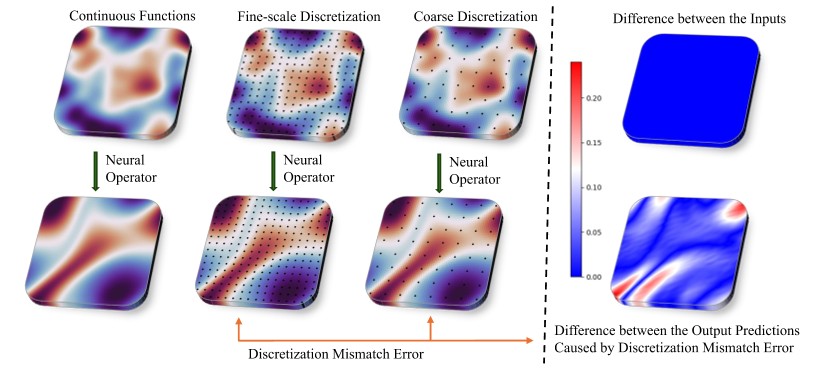 Continuous Functions
Fine-scale Discretization
Coarse Discretization
Difference between the Inputs
Neural
Operator
Neural
Operator
Neural
Operator
0.20
0.15
0.10
0.05
0.00
Discretization Mismatch Error
Difference between the Output Predictions
Caused by Discretization Mismatch Error